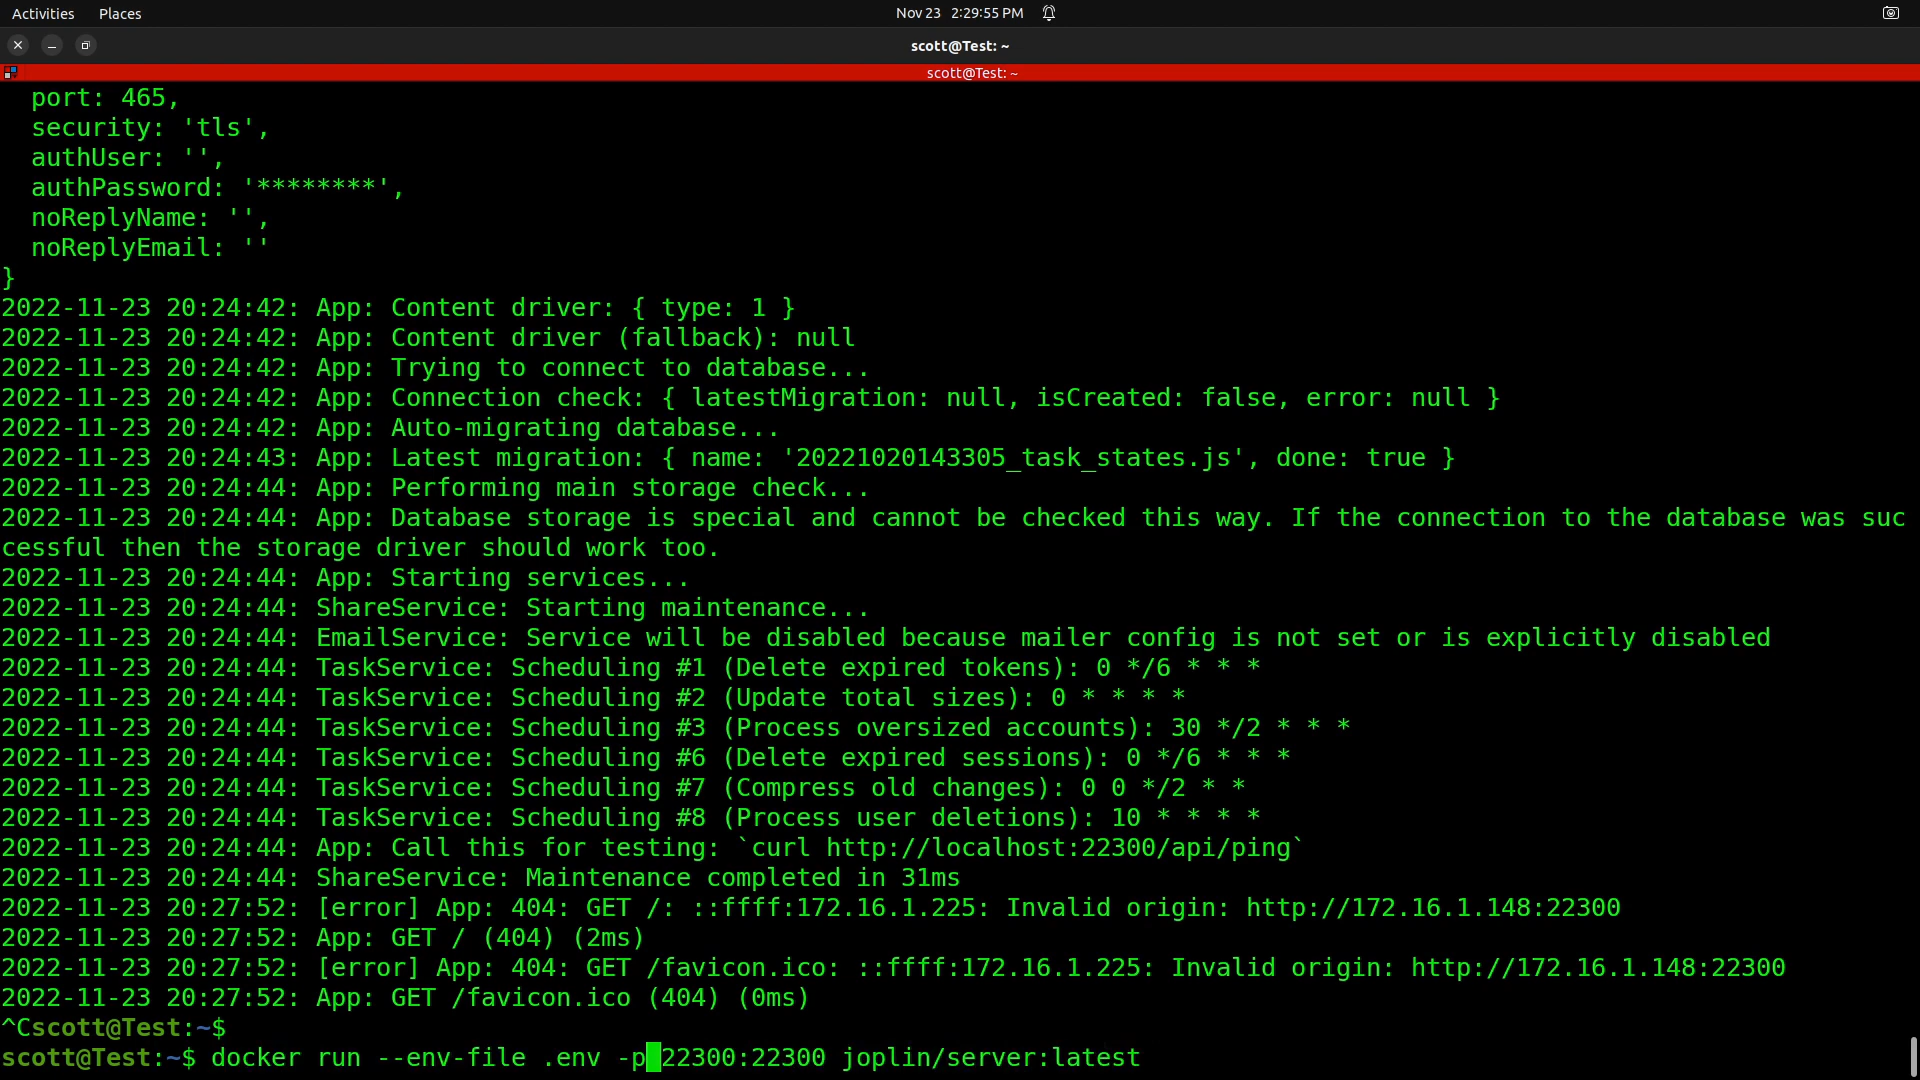 Activities Places Nov 23 2:29:55 PM
scott@Test: ~
scott@Test: ~
port: 465,
security: 'tls',
authUser: '',
authPassword: '********',
noReplyName: '',
noReplyEmail: ''
}
2022-11-23 20:24:42: App: Content driver: { type: 1 }
2022-11-23 20:24:42: App: Content driver (fallback): null
2022-11-23 20:24:42: App: Trying to connect to database...
2022-11-23 20:24:42: App: Connection check: { latestMigration: null, isCreated: false, error: null }
2022-11-23 20:24:42: App: Auto-migrating database...
2022-11-23 20:24:43: App: Latest migration: { name: '20221020143305_task_states.js', done: true }
2022-11-23 20:24:44: App: Performing main storage check...
2022-11-23 20:24:44: App: Database storage is special and cannot be checked this way. If the connection to the database was suc
cessful then the storage driver should work too.
2022-11-23 20:24:44: App: Starting services...
2022-11-23 20:24:44: ShareService: Starting maintenance...
2022-11-23 20:24:44: EmailService: Service will be disabled because mailer config is not set or is explicitly disabled
2022-11-23 20:24:44: TaskService: Scheduling #1 (Delete expired tokens): 0 */6 * * *
2022-11-23 20:24:44: TaskService: Scheduling #2 (Update total sizes): 0 * * * *
2022-11-23 20:24:44: TaskService: Scheduling #3 (Process oversized accounts): 30 */2 * * *
2022-11-23 20:24:44: TaskService: Scheduling #6 (Delete expired sessions): 0 */6 * * *
2022-11-23 20:24:44: TaskService: Scheduling #7 (Compress old changes): 0 0 */2 * *
2022-11-23 20:24:44: TaskService: Scheduling #8 (Process user deletions): 10 * * * *
2022-11-23 20:24:44: App: Call this for testing: `curl http://localhost:22300/api/ping`
2022-11-23 20:24:44: ShareService: Maintenance completed in 31ms
2022-11-23 20:27:52: [error] App: 404: GET /: ::ffff:172.16.1.225: Invalid origin: http://172.16.1.148:22300
2022-11-23 20:27:52: App: GET / (404) (2ms)
2022-11-23 20:27:52: [error] App: 404: GET /favicon.ico: ::ffff:172.16.1.225: Invalid origin: http://172.16.1.148:22300
2022-11-23 20:27:52: App: GET /favicon.ico (404) (0ms)
^Cscott@Test:~$
scott@Test:~$ docker run --env-file .env -p 22300:22300 joplin/server:latest